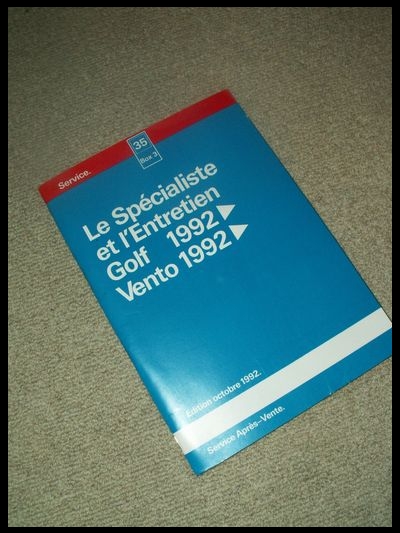 35
Box 3
Service.
Le Spécialiste
et l'Entretien
Golf 1992 ▶
Vento 1992 ▶
Edition octobre 1992.
Service Après-Vente.